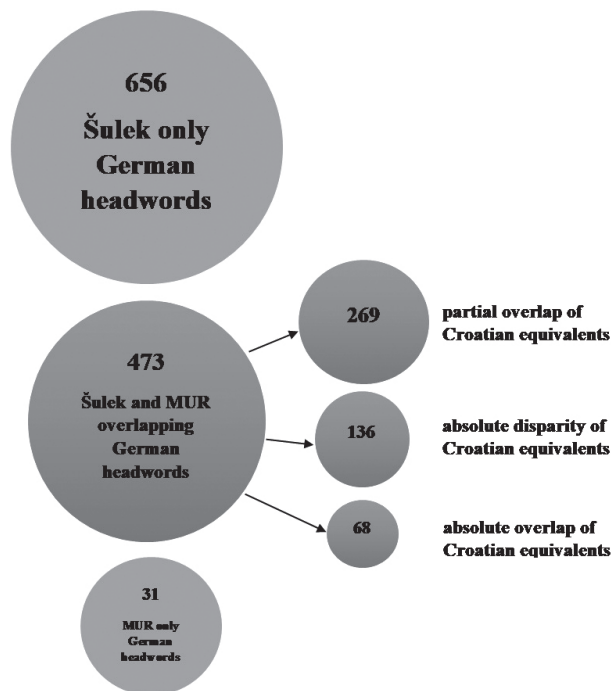 656
Šulek only
German
headwords
473
Šulek and MUR
overlapping
German
headwords
269
partial overlap of
Croatian equivalents
136
absolute disparity of
Croatian equivalents
68
absolute overlap of
Croatian equivalents
31
MUR only
German
headwords